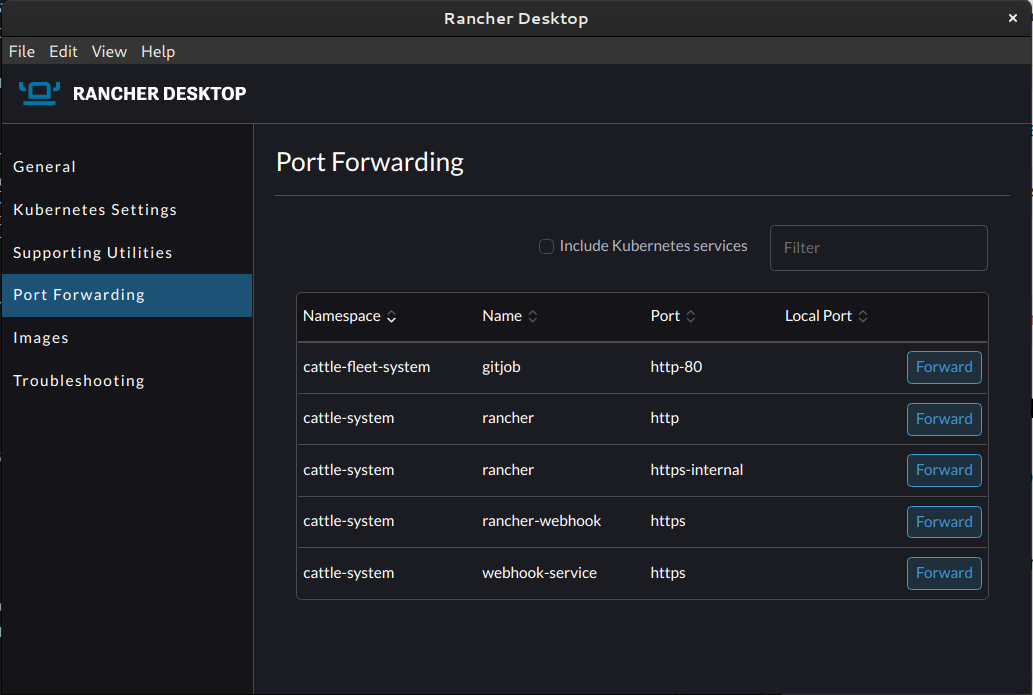 Rancher Desktop
File Edit View Help
RANCHER DESKTOP
General
Kubernetes Settings
Supporting Utilities
Port Forwarding
Images
Troubleshooting
Port Forwarding
Include Kubernetes services
Filter
Namespace Name Port Local Port
cattle-fleet-system gitjob http-80 Forward
cattle-system rancher http Forward
cattle-system rancher https-internal Forward
cattle-system rancher-webhook https Forward
cattle-system webhook-service https Forward